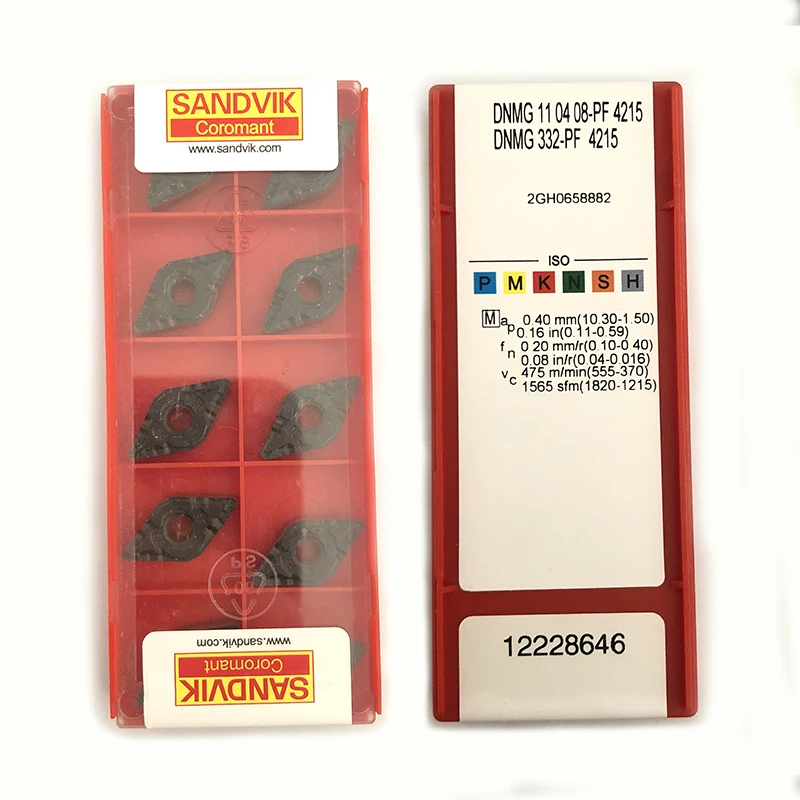 SANDVIK
Coromant
www.sandvik.com
www.sandvik.com
Coromant
SANDVIK
DNMG 11 04 08-PF 4215
DNMG 332-PF 4215
2GH0658882
ISO
P M K N S H
M ap 0.40 mm(10.30-1.50)
0.16 in(0.11-0.59)
fn 0 20 mm/r(0.10-0.40)
0.08 in/r(0.04-0.016)
vc 475 m/min(555-370)
1565 sfm(1820-1215)
12228646